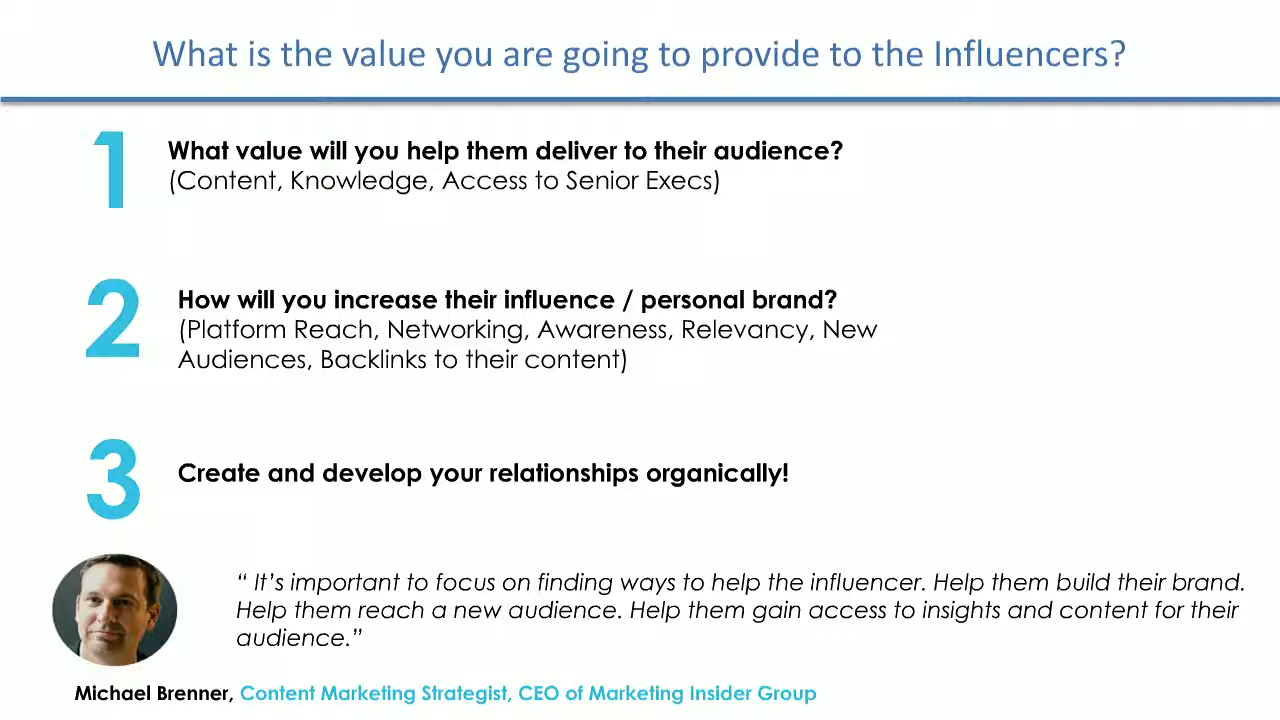 What is the value you are going to provide to the Influencers?
1
What value will you help them deliver to their audience?
(Content, Knowledge, Access to Senior Execs)
2
How will you increase their influence / personal brand?
(Platform Reach, Networking, Awareness, Relevancy, New
Audiences, Backlinks to their content)
3
Create and develop your relationships organically!
“ It’s important to focus on finding ways to help the influencer. Help them build their brand.
Help them reach a new audience. Help them gain access to insights and content for their
audience.”
Michael Brenner, Content Marketing Strategist, CEO of Marketing Insider Group